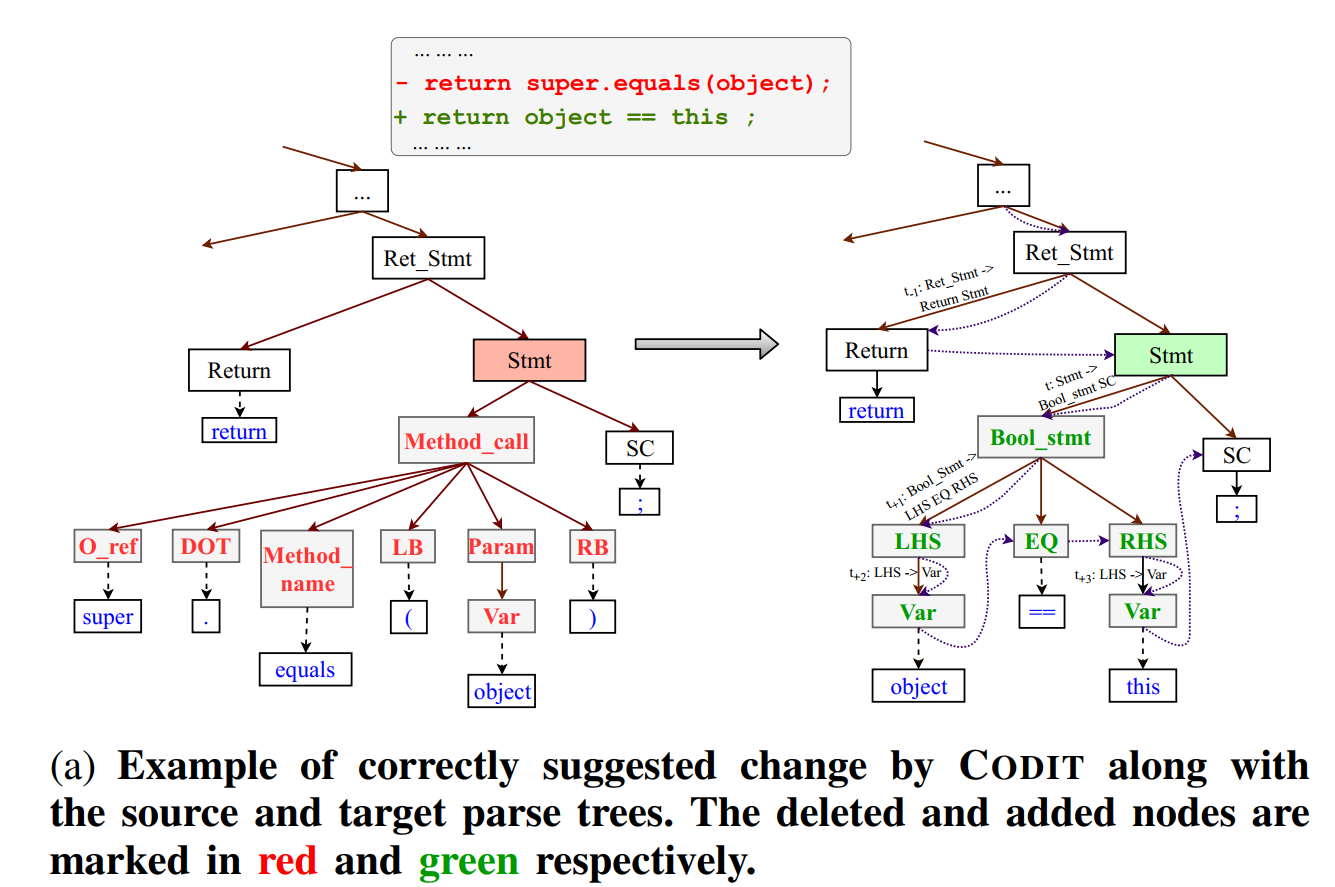 ... ... ...
- return super.equals(object);
+ return object == this ;
... ... ...
...
Ret_Stmt
Return
Stmt
return
Method_call
SC
;
O_ref
DOT
Method_
name
LB
Param
RB
super
.
equals
(
Var
)
object
...
Ret_Stmt
t-1: Ret_Stmt ->
Return Stmt
Return
Stmt
return
t: Stmt ->
Bool_stmt SC
Bool_stmt
SC
;
t+1: Bool_Stmt ->
LHS EQ RHS
LHS
EQ
RHS
t+2: LHS -> Var
t+3: LHS -> Var
Var
==
Var
object
this
(a) Example of correctly suggested change by CODIT along with
the source and target parse trees. The deleted and added nodes are
marked in red and green respectively.